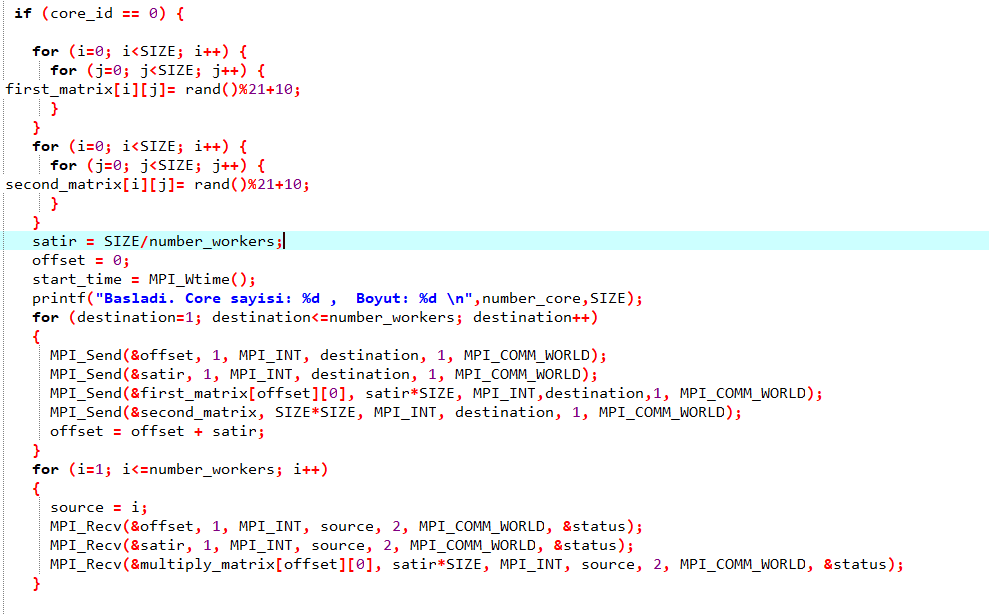 if (core_id == 0) {
for (i=0; i<SIZE; i++) {
for (j=0; j<SIZE; j++) {
first_matrix[i][j]= rand()%21+10;
}
}
for (i=0; i<SIZE; i++) {
for (j=0; j<SIZE; j++) {
second_matrix[i][j]= rand()%21+10;
}
}
satir = SIZE/number_workers;
offset = 0;
start_time = MPI_Wtime();
printf("Basladi. Core sayisi: %d ,  Boyut: %d \n",number_core,SIZE);
for (destination=1; destination<=number_workers; destination++)
{
MPI_Send(&offset, 1, MPI_INT, destination, 1, MPI_COMM_WORLD);
MPI_Send(&satir, 1, MPI_INT, destination, 1, MPI_COMM_WORLD);
MPI_Send(&first_matrix[offset][0], satir*SIZE, MPI_INT,destination,1, MPI_COMM_WORLD);
MPI_Send(&second_matrix, SIZE*SIZE, MPI_INT, destination, 1, MPI_COMM_WORLD);
offset = offset + satir;
}
for (i=1; i<=number_workers; i++)
{
source = i;
MPI_Recv(&offset, 1, MPI_INT, source, 2, MPI_COMM_WORLD, &status);
MPI_Recv(&satir, 1, MPI_INT, source, 2, MPI_COMM_WORLD, &status);
MPI_Recv(&multiply_matrix[offset][0], satir*SIZE, MPI_INT, source, 2, MPI_COMM_WORLD, &status);
}